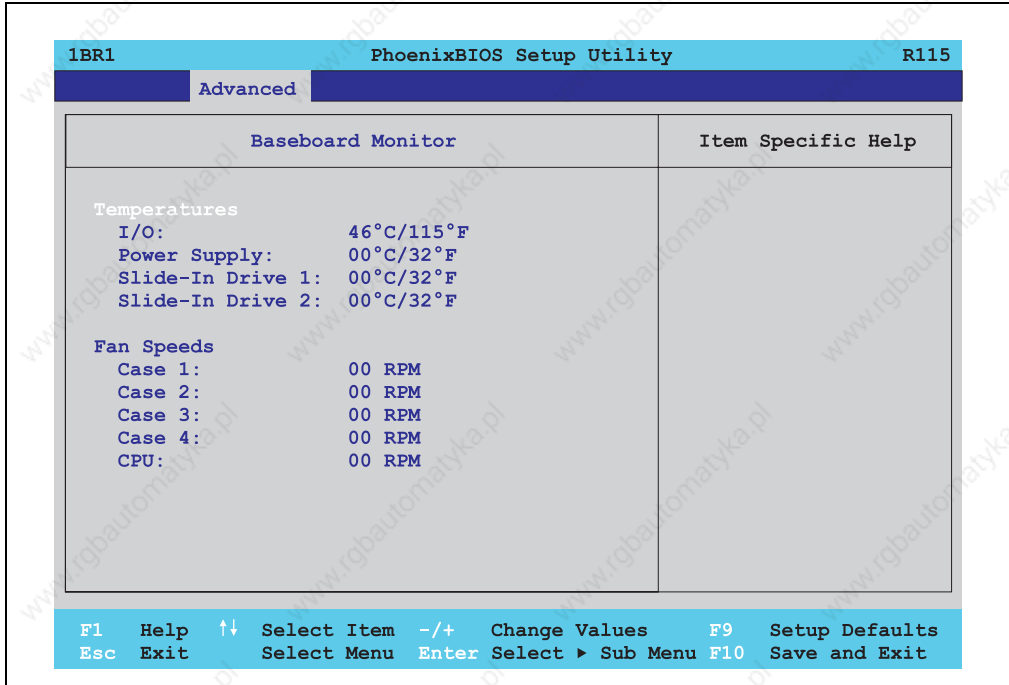 1BR1 PhoenixBIOS Setup Utility R115
Advanced
Baseboard Monitor Item Specific Help
Temperatures
I/O: 46°C/115°F
Power Supply: 00°C/32°F
Slide-In Drive 1: 00°C/32°F
Slide-In Drive 2: 00°C/32°F
Fan Speeds
Case 1: 00 RPM
Case 2: 00 RPM
Case 3: 00 RPM
Case 4: 00 RPM
CPU: 00 RPM
F1 Help ↑↓ Select Item -/+ Change Values F9 Setup Defaults
Esc Exit Select Menu Enter Select ▶ Sub Menu F10 Save and Exit
www.rgbautomatyka.pl